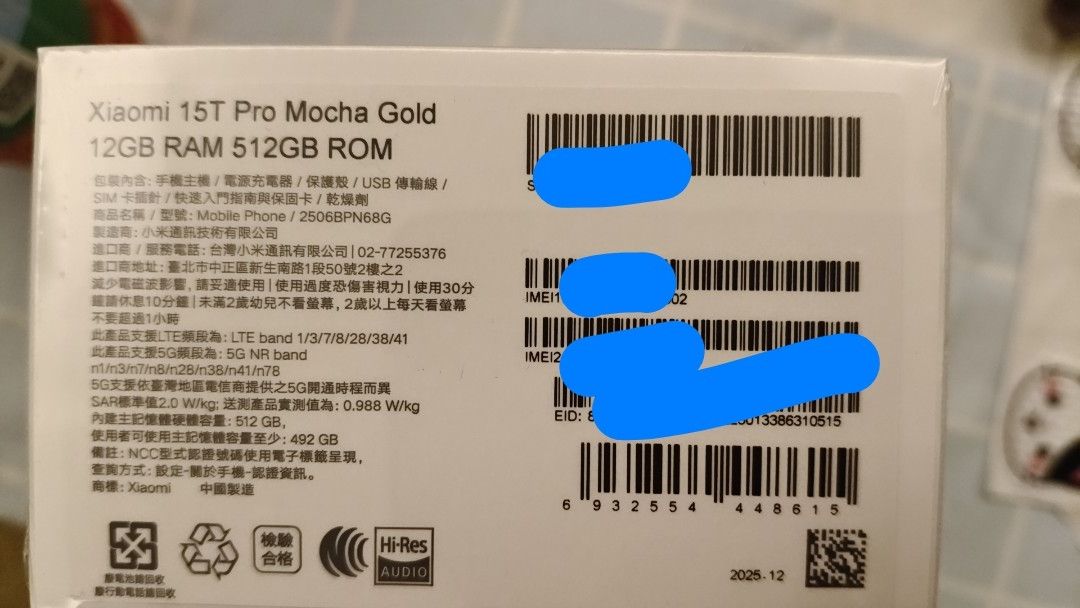 Xiaomi 15T Pro Mocha Gold
12GB RAM 512GB ROM
包裝內含: 手機主機 / 電源充電器 / 保護殼 / USB 傳輸線 /
SIM 卡插針 / 快速入門指南與保固卡 / 乾燥劑
商品名稱 / 型號: Mobile Phone / 2506BPN68G
製造商: 小米通訊技術有限公司
進口商 / 服務電話: 台灣小米通訊有限公司 | 02-77255376
進口商地址: 臺北市中正區新生南路1段50號2樓之2
減少電磁波影響, 請妥適使用 | 使用過度恐傷害視力 | 使用30分
鐘請休息10分鐘 | 未滿2歲幼兒不看螢幕, 2歲以上每天看螢幕
不要超過1小時
此產品支援LTE頻段為: LTE band 1/3/7/8/28/38/41
此產品支援5G頻段為: 5G NR band
n1/n3/n7/n8/n28/n38/n41/n78
5G支援依臺灣地區電信商提供之5G開通時程而異
SAR標準值2.0 W/kg; 送測產品實測值為: 0.988 W/kg
內建主記憶體硬體容量: 512 GB,
使用者可使用主記憶體容量至少: 492 GB
備註: NCC型式認證號碼使用電子標籤呈現,
查詢方式: 設定-關於手機-認證資訊。
商標: Xiaomi 中國製造
廢電池請回收
廢行動電話請回收
檢驗
合格
Hi-Res
AUDIO
S
IMEI1 02
IMEI2
EID: 8 013386310515
6 932554 448615
2025-12